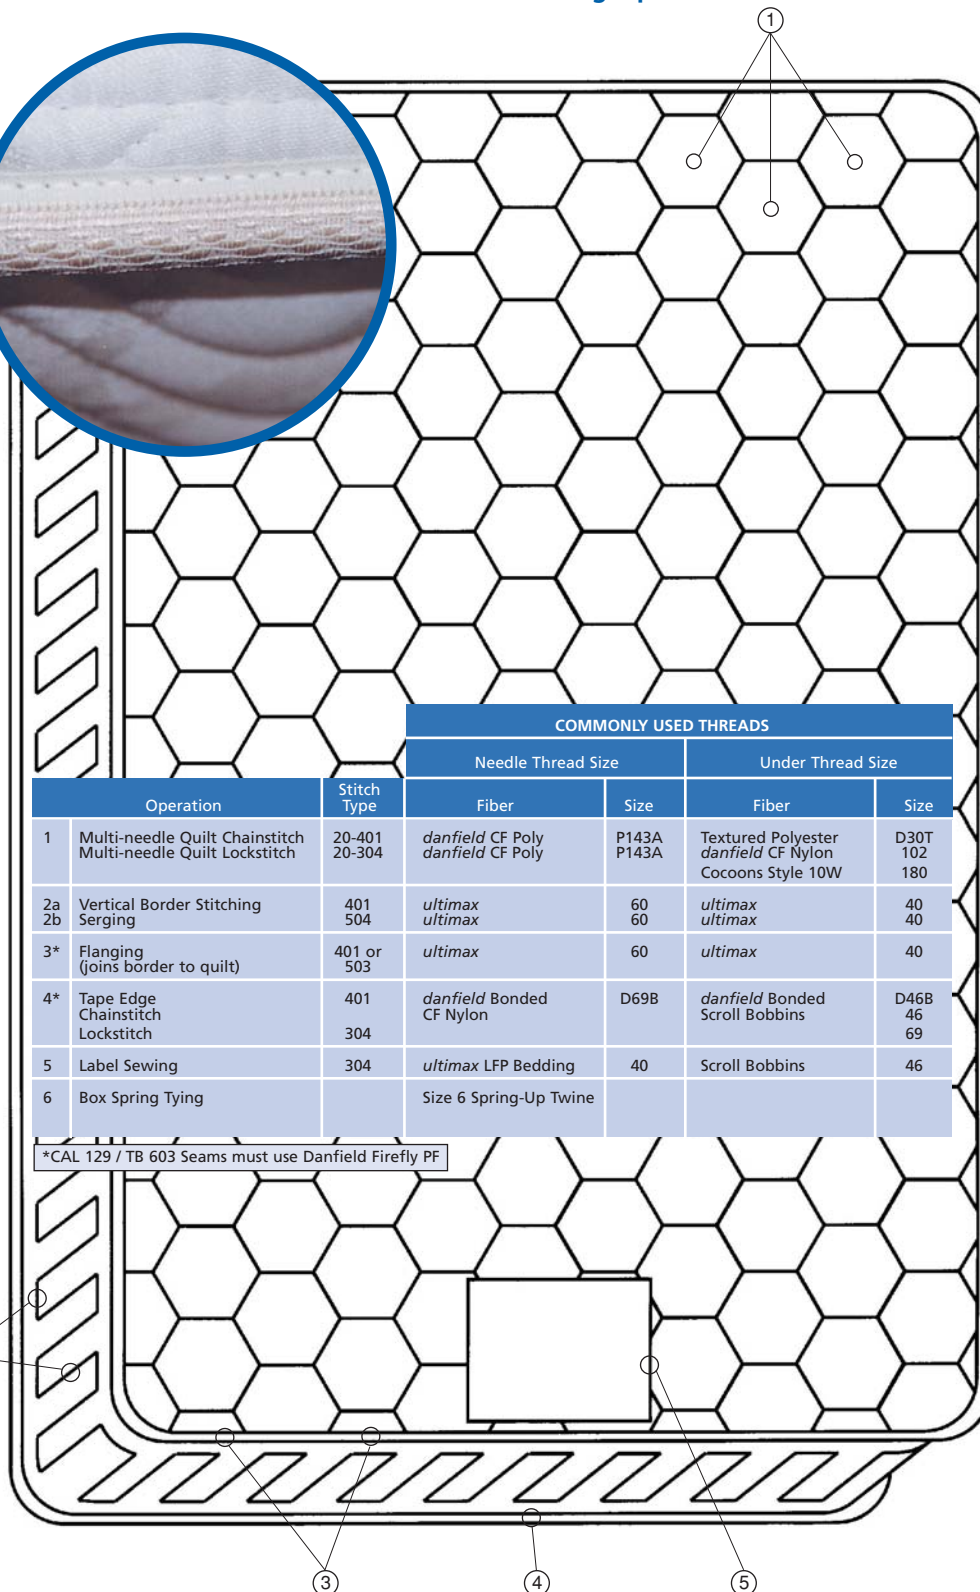 1
COMMONLY USED THREADS
Needle Thread Size Under Thread Size
Operation Stitch Type Fiber Size Fiber Size
1 Multi-needle Quilt Chainstitch 20-401 danfield CF Poly P143A Textured Polyester D30T
Multi-needle Quilt Lockstitch 20-304 danfield CF Poly P143A danfield CF Nylon 102
Cocoons Style 10W 180
2a Vertical Border Stitching 401 ultimax 60 ultimax 40
2b Serging 504 ultimax 60 ultimax 40
3* Flanging 401 or ultimax 60 ultimax 40
(joins border to quilt) 503
4* Tape Edge 401 danfield Bonded D69B danfield Bonded D46B
Chainstitch CF Nylon Scroll Bobbins 46
Lockstitch 304 69
5 Label Sewing 304 ultimax LFP Bedding 40 Scroll Bobbins 46
6 Box Spring Tying Size 6 Spring-Up Twine
*CAL 129 / TB 603 Seams must use Danfield Firefly PF
3 4 5